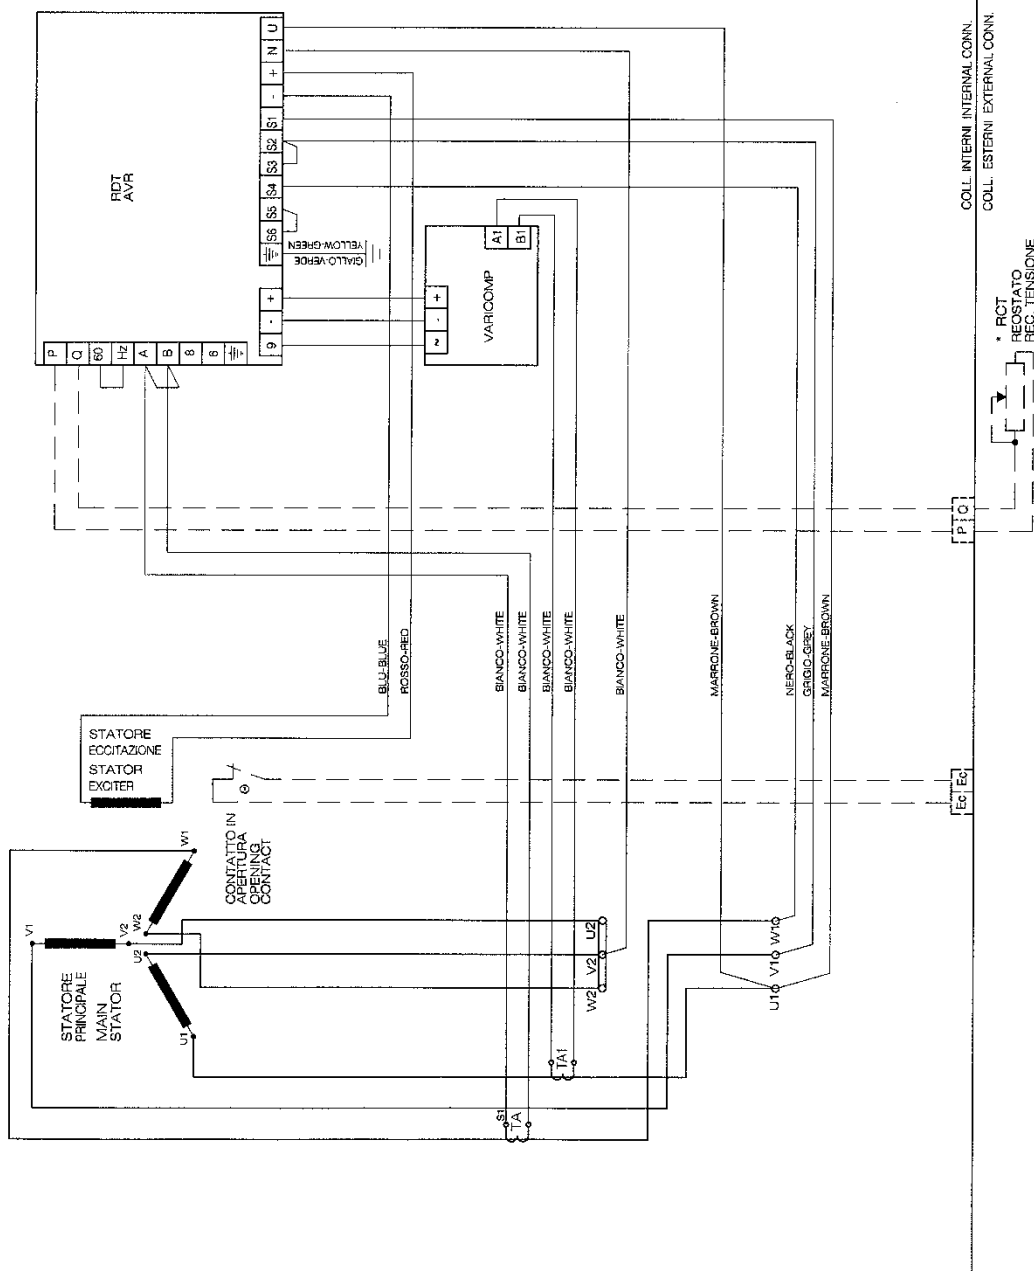 RDT
AVR
U
N
+
-
S1
S2
S3
S4
S5
S6
+
-
9
P
Q
60
Hz
A
B
8
6
GIALLO-VERDE
YELLOW-GREEN
VARICOMP
A1
B1
+
-
~
COLL. INTERNI INTERNAL CONN.
COLL. ESTERNI EXTERNAL CONN.
* RCT
REOSTATO
REC. TENSIONE
P
Q
BLU-BLUE
ROSSO-RED
BIANCO-WHITE
BIANCO-WHITE
BIANCO-WHITE
BIANCO-WHITE
BIANCO-WHITE
MARRONE-BROWN
NERO-BLACK
GRIGIO-GREY
MARRONE-BROWN
STATORE
ECCITAZIONE
STATOR
EXCITER
CONTATTO IN
APERTURA
OPENING
CONTACT
Ec
Ec
STATORE
PRINCIPALE
MAIN
STATOR
V1
V2
W1
W2
U2
U1
U2
V2
W2
W1
V1
U1
TA1
S1
TA